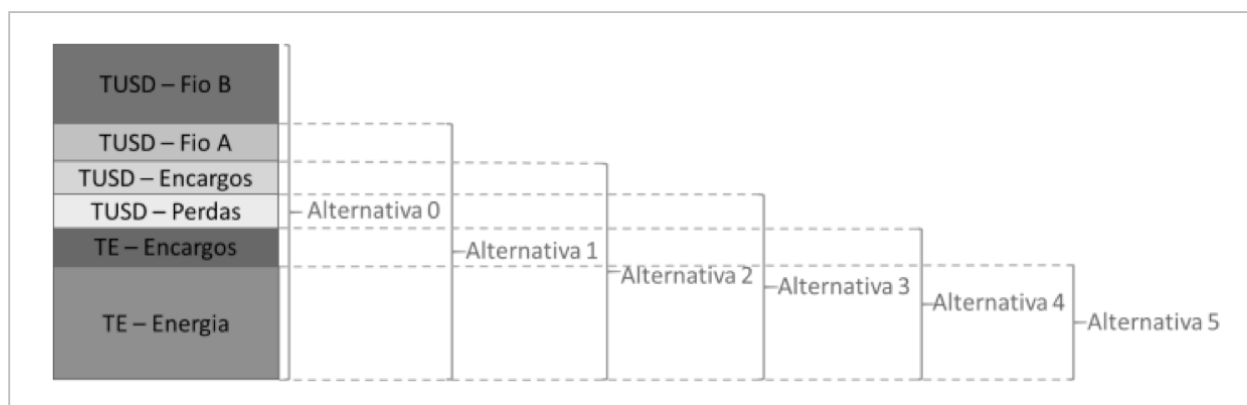 TUSD – Fio B
TUSD – Fio A
TUSD – Encargos
TUSD – Perdas
TE – Encargos
TE – Energia
Alternativa 0
Alternativa 1
Alternativa 2
Alternativa 3
Alternativa 4
Alternativa 5